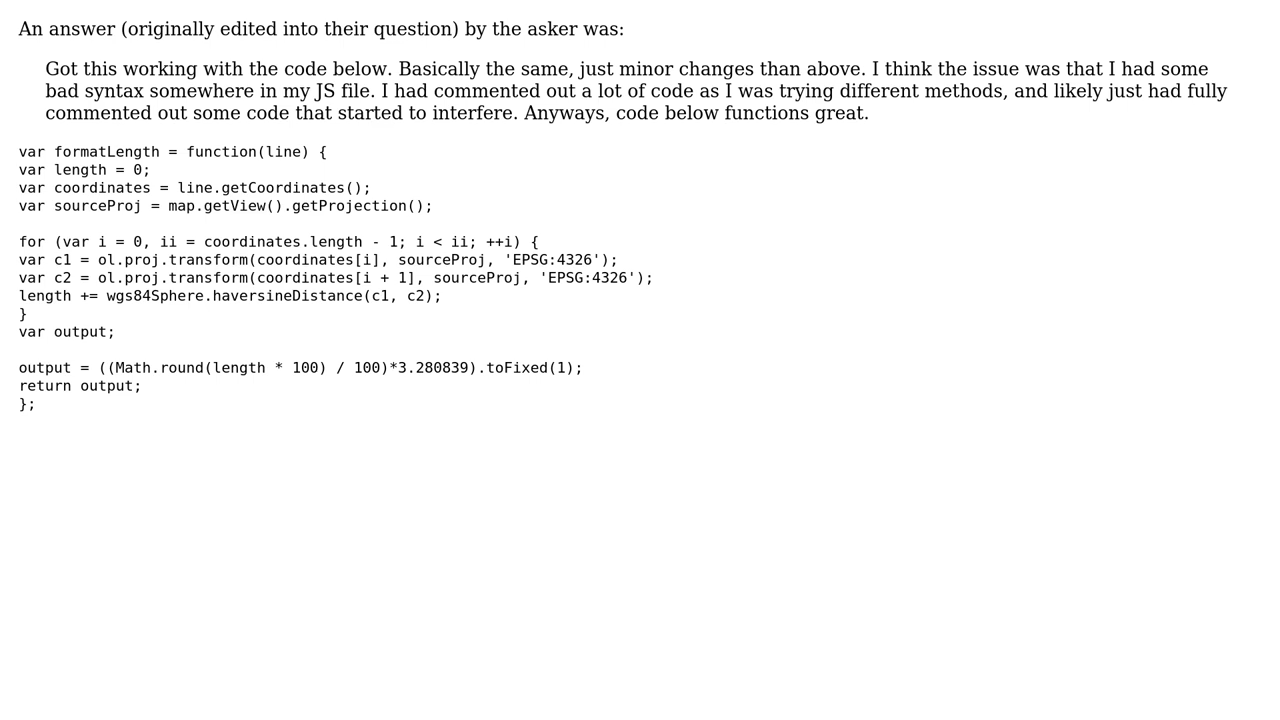 An answer (originally edited into their question) by the asker was:
Got this working with the code below. Basically the same, just minor changes than above. I think the issue was that I had some
bad syntax somewhere in my JS file. I had commented out a lot of code as I was trying different methods, and likely just had fully
commented out some code that started to interfere. Anyways, code below functions great.
var formatLength = function(line) {
var length = 0;
var coordinates = line.getCoordinates();
var sourceProj = map.getView().getProjection();
for (var i = 0, ii = coordinates.length - 1; i < ii; ++i) {
var c1 = ol.proj.transform(coordinates[i], sourceProj, 'EPSG:4326');
var c2 = ol.proj.transform(coordinates[i + 1], sourceProj, 'EPSG:4326');
length += wgs84Sphere.haversineDistance(c1, c2);
}
var output;
output = ((Math.round(length * 100) / 100)*3.280839).toFixed(1);
return output;
};